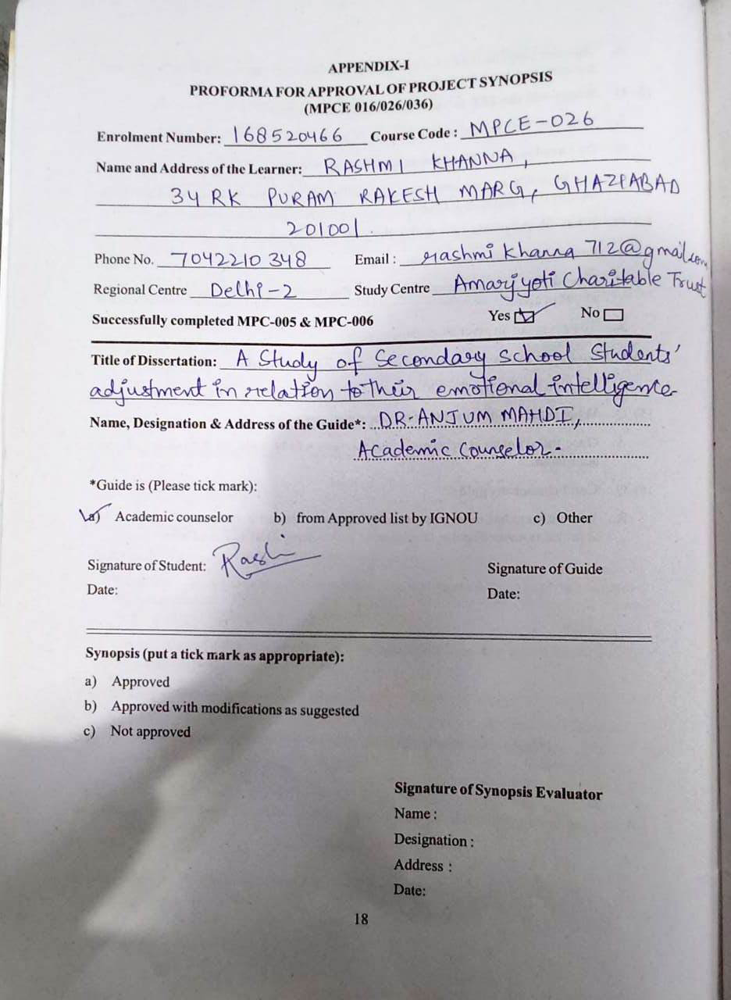 APPENDIX-I
PROFORMA FOR APPROVAL OF PROJECT SYNOPSIS
(MPCE 016/026/036)
Enrolment Number: 168520466 Course Code : MPCE-026
Name and Address of the Learner: RASHMI KHANNA,
34 RK PURAM RAKESH MARG, GHAZIABAD
201001.
Phone No. 7042210348 Email : rashmi khanna 712@gmail.com
Regional Centre Delhi-2 Study Centre Amarjyoti Charitable Trust
Successfully completed MPC-005 & MPC-006 Yes ☑ No ☐
Title of Dissertation: A Study of Secondary school Students'
adjustment in relation to their emotional intelligence
Name, Designation & Address of the Guide*: DR. ANJUM MAHDI,
Academic Counselor.
*Guide is (Please tick mark):
✓a) Academic counselor b) from Approved list by IGNOU c) Other
Signature of Student: Rashi Signature of Guide
Date: Date:
Synopsis (put a tick mark as appropriate):
a) Approved
b) Approved with modifications as suggested
c) Not approved
Signature of Synopsis Evaluator
Name :
Designation :
Address :
Date:
18